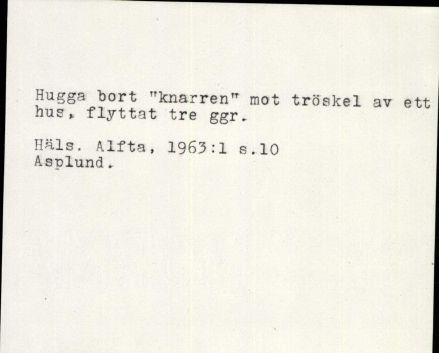 Hugga bort "knarren" mot tröskel av ett
hus, flyttat tre ggr.
Häls. Alfta, 1963:1 s.10
Asplund.